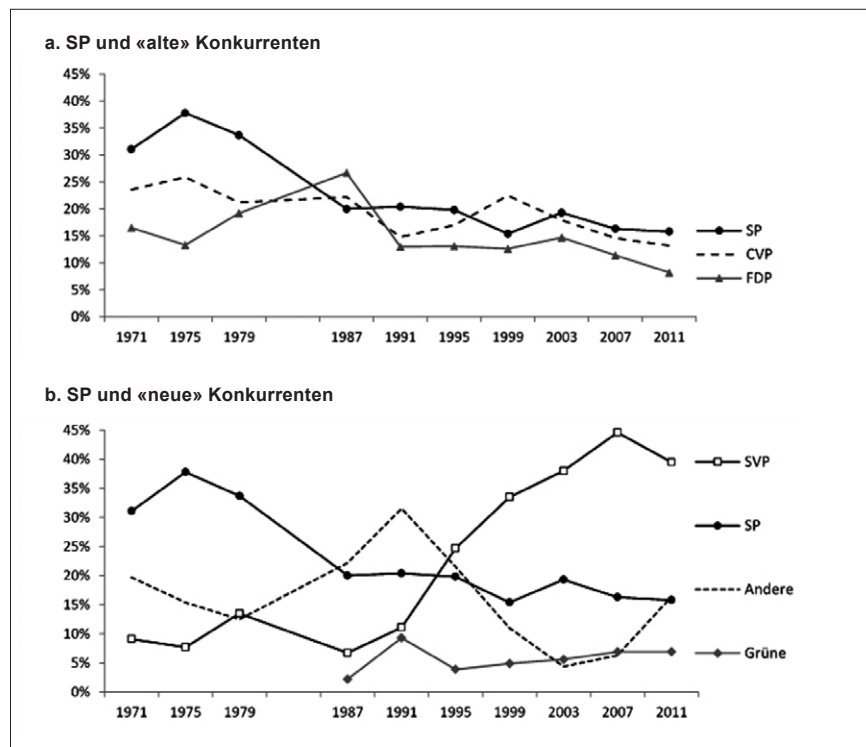 a. SP und «alte» Konkurrenten
45%
40%
35%
30%
25%
20%
15%
10%
5%
0%
SP
CVP
FDP
1971 1975 1979 1987 1991 1995 1999 2003 2007 2011
b. SP und «neue» Konkurrenten
45%
40%
35%
30%
25%
20%
15%
10%
5%
0%
SVP
SP
Andere
Grüne
1971 1975 1979 1987 1991 1995 1999 2003 2007 2011